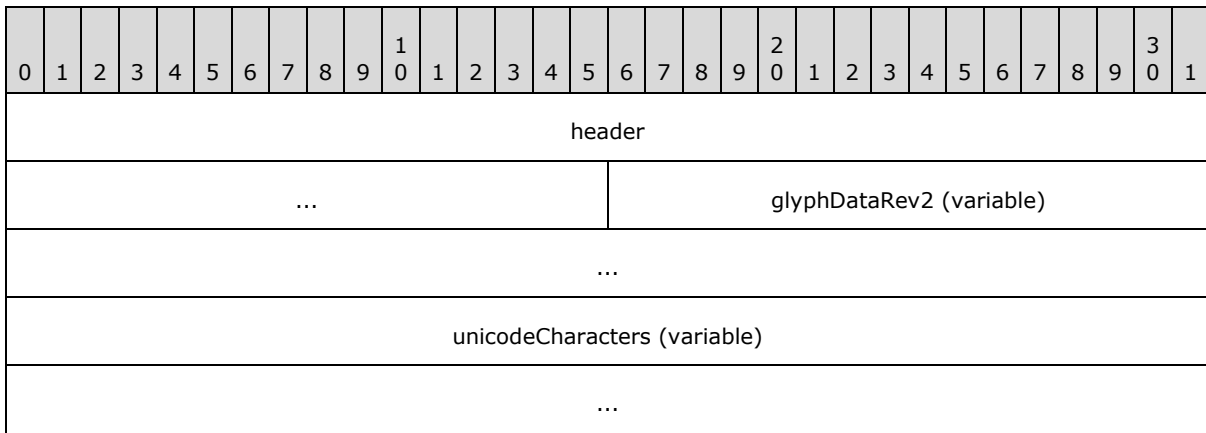 0 1 2 3 4 5 6 7 8 9 1 0 1 2 3 4 5 6 7 8 9 2 0 1 2 3 4 5 6 7 8 9 3 0 1
header
... glyphDataRev2 (variable)
...
unicodeCharacters (variable)
...